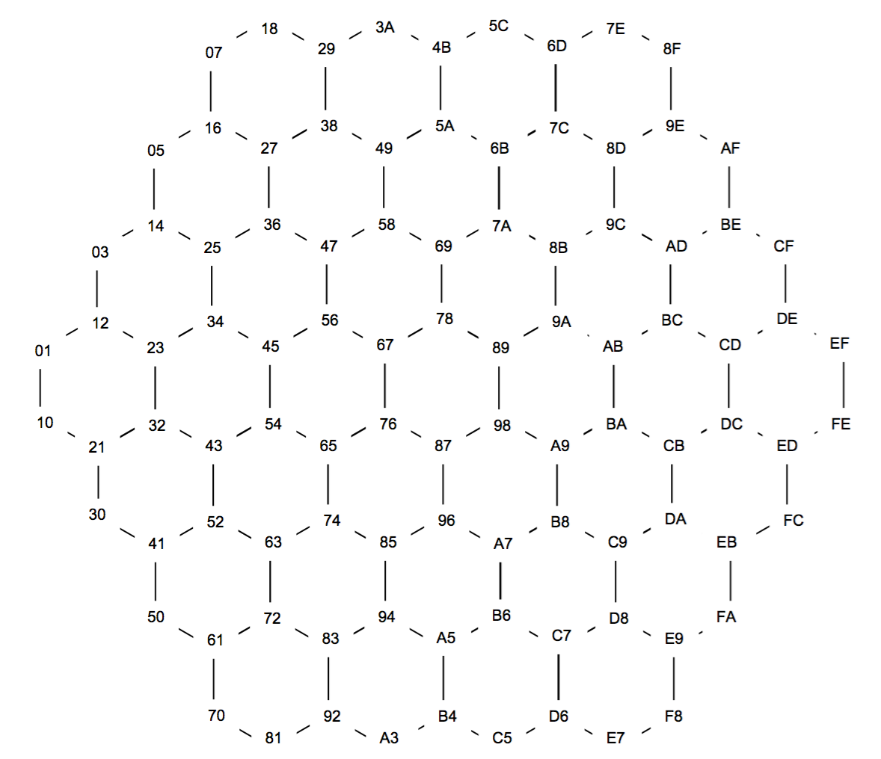 18 3A 5C 7E
07 29 4B 6D 8F
16 38 5A 7C 9E
05 27 49 6B 8D AF
14 36 58 7A 9C BE
03 25 47 69 8B AD CF
12 34 56 78 9A BC DE
01 23 45 67 89 AB CD EF
10 32 54 76 98 BA DC FE
21 43 65 87 A9 CB ED
30 52 74 96 B8 DA FC
41 63 85 A7 C9 EB
50 72 94 B6 D8 FA
61 83 A5 C7 E9
70 92 B4 D6 F8
81 A3 C5 E7